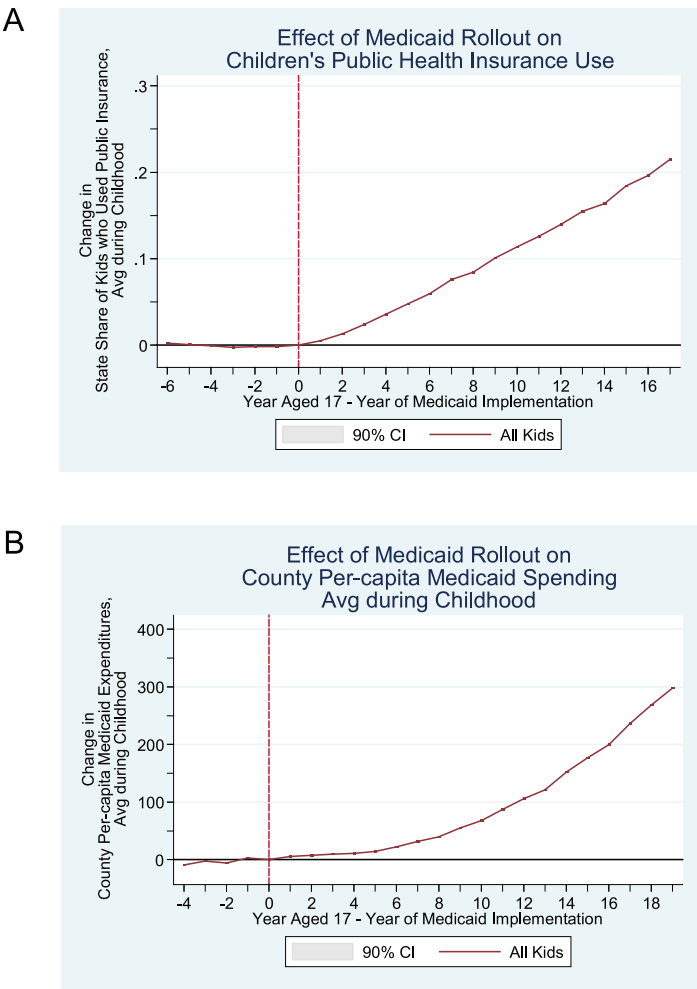 A
Effect of Medicaid Rollout on
Children's Public Health Insurance Use
Change in
State Share of Kids who Used Public Insurance,
Avg during Childhood
.3
.2
.1
0
-6 -4 -2 0 2 4 6 8 10 12 14 16
Year Aged 17 - Year of Medicaid Implementation
90% CI All Kids
B
Effect of Medicaid Rollout on
County Per-capita Medicaid Spending
Avg during Childhood
Change in
County Per-capita Medicaid Expenditures,
Avg during Childhood
400
300
200
100
0
-4 -2 0 2 4 6 8 10 12 14 16 18
Year Aged 17 - Year of Medicaid Implementation
90% CI All Kids